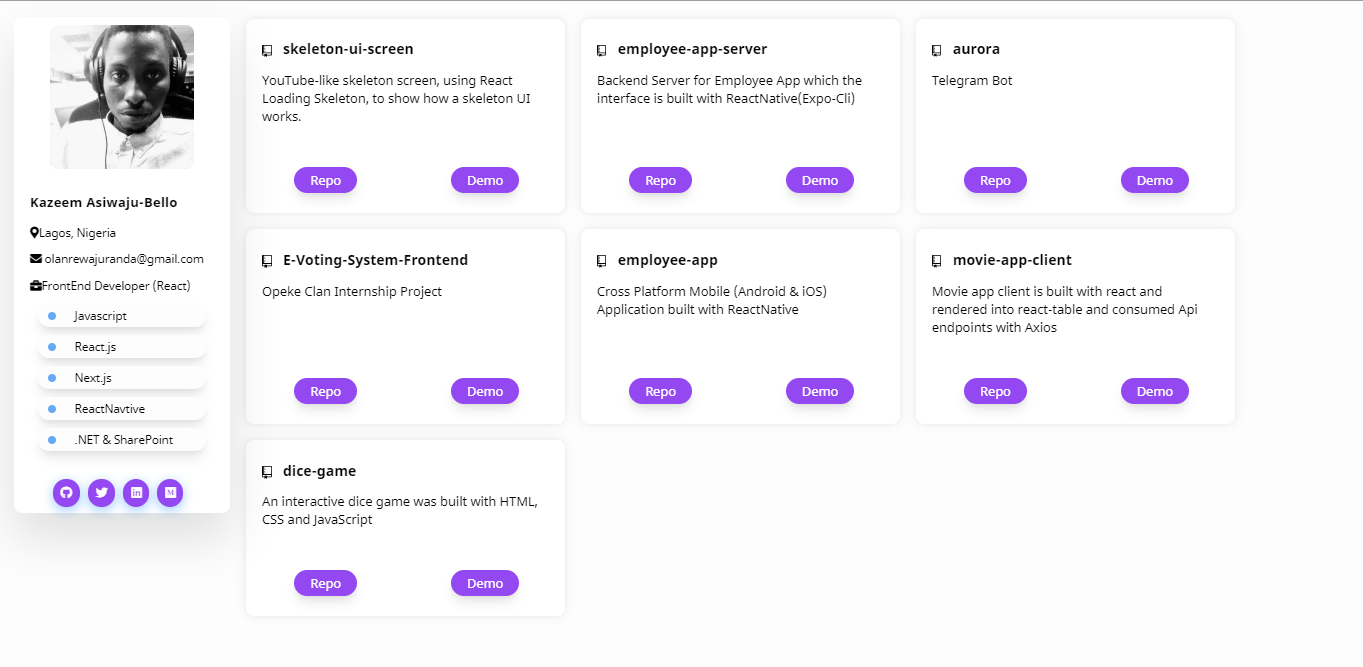 Kazeem Asiwaju-Bello
Lagos, Nigeria
olanrewajuranda@gmail.com
FrontEnd Developer (React)
Javascript
React.js
Next.js
ReactNavtive
.NET & SharePoint
skeleton-ui-screen
YouTube-like skeleton screen, using React
Loading Skeleton, to show how a skeleton UI
works.
Repo Demo
employee-app-server
Backend Server for Employee App which the
interface is built with ReactNative(Expo-Cli)
Repo Demo
aurora
Telegram Bot
Repo Demo
E-Voting-System-Frontend
Opeke Clan Internship Project
Repo Demo
employee-app
Cross Platform Mobile (Android & iOS)
Application built with ReactNative
Repo Demo
movie-app-client
Movie app client is built with react and
rendered into react-table and consumed Api
endpoints with Axios
Repo Demo
dice-game
An interactive dice game was built with HTML,
CSS and JavaScript
Repo Demo